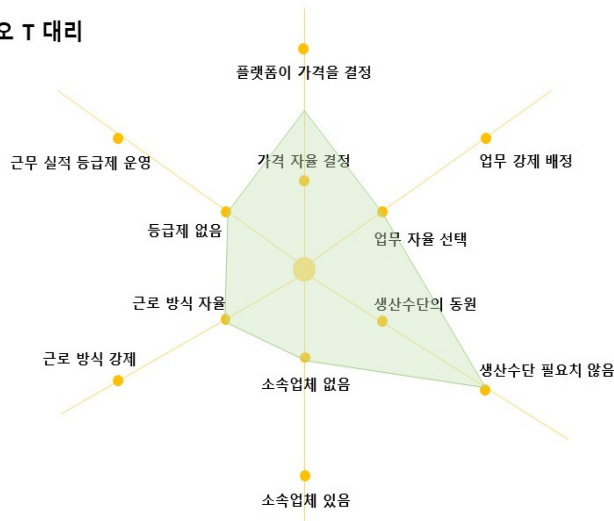 오 T 대리
플랫폼이 가격을 결정
근무 실적 등급제 운영
가격 자율 결정
업무 강제 배정
등급제 없음
업무 자율 선택
근로 방식 자율
생산수단의 동원
근로 방식 강제
생산수단 필요치 않음
소속업체 없음
소속업체 있음